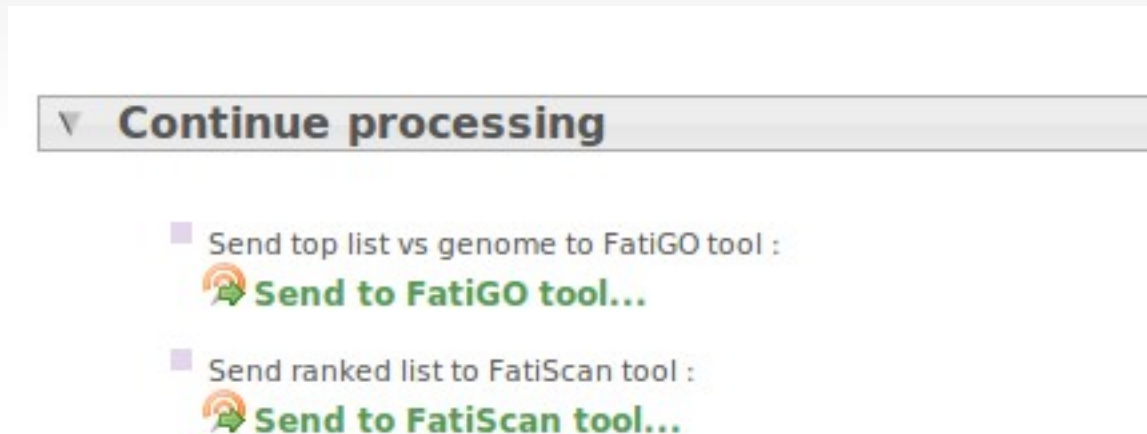 Continue processing
Send top list vs genome to FatiGO tool :
Send to FatiGO tool...
Send ranked list to FatiScan tool :
Send to FatiScan tool...